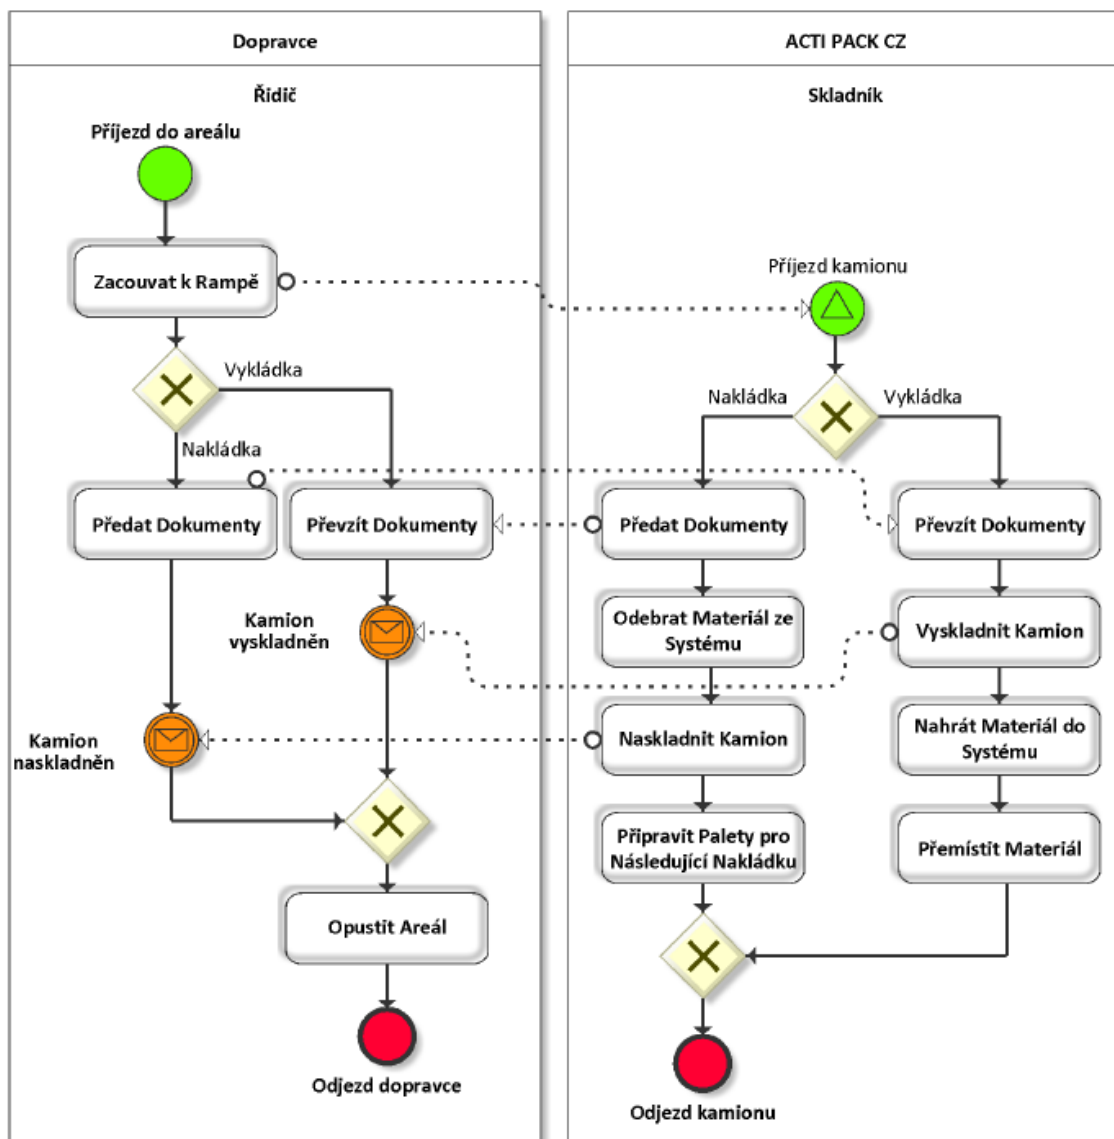 Dopravce
Řidič
Příjezd do areálu
Zacouvat k Rampě
Vykládka
Nakládka
Předat Dokumenty
Převzít Dokumenty
Kamion
vyskladněn
Kamion
naskladněn
Opustit Areál
Odjezd dopravce
ACTI PACK CZ
Skladník
Příjezd kamionu
Nakládka
Vykládka
Předat Dokumenty
Převzít Dokumenty
Odebrat Materiál ze
Systému
Vyskladnit Kamion
Naskladnit Kamion
Nahrát Materiál do
Systému
Připravit Palety pro
Následující Nakládku
Přemístit Materiál
Odjezd kamionu